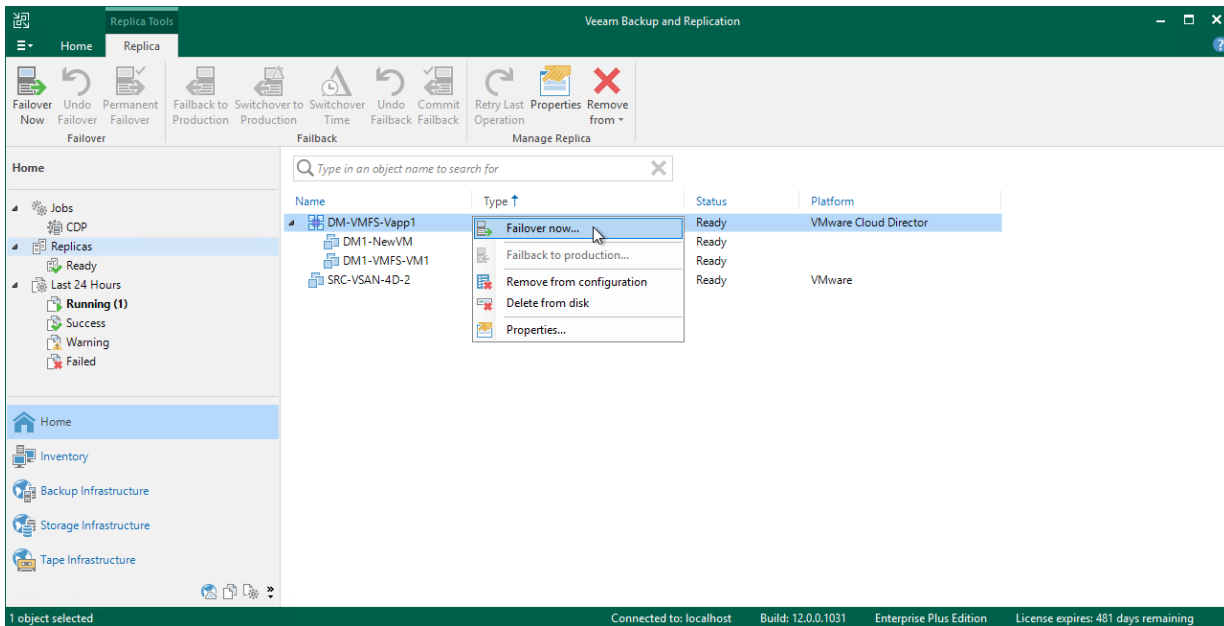 Replica Tools
Veeam Backup and Replication
Home Replica
?
Failover Now
Undo Failover
Permanent Failover
Failback to Production
Switchover to Production
Switchover Time
Undo Failback
Commit Failback
Retry Last Operation
Properties
Remove from
Failover
Failback
Manage Replica
Home
Type in an object name to search for
Jobs
CDP
Replicas
Ready
Last 24 Hours
Running (1)
Success
Warning
Failed
Name Type Status Platform
DM-VMFS-Vapp1 Ready VMware Cloud Director
DM1-NewVM Ready
DM1-VMFS-VM1 Ready
SRC-VSAN-4D-2 Ready VMware
Failover now...
Failback to production...
Remove from configuration
Delete from disk
Properties...
Home
Inventory
Backup Infrastructure
Storage Infrastructure
Tape Infrastructure
1 object selected Connected to: localhost Build: 12.0.0.1031 Enterprise Plus Edition License expires: 481 days remaining